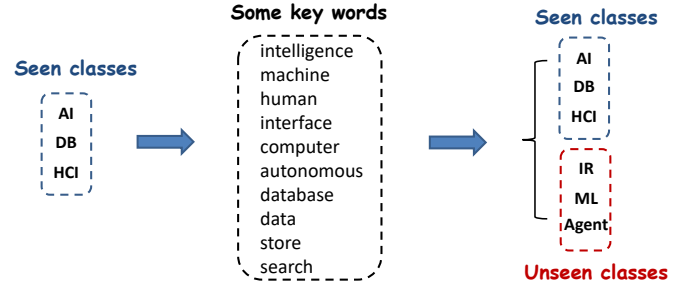 Seen classes
AI
DB
HCI
Some key words
intelligence
machine
human
interface
computer
autonomous
database
data
store
search
Seen classes
AI
DB
HCI
IR
ML
Agent
Unseen classes